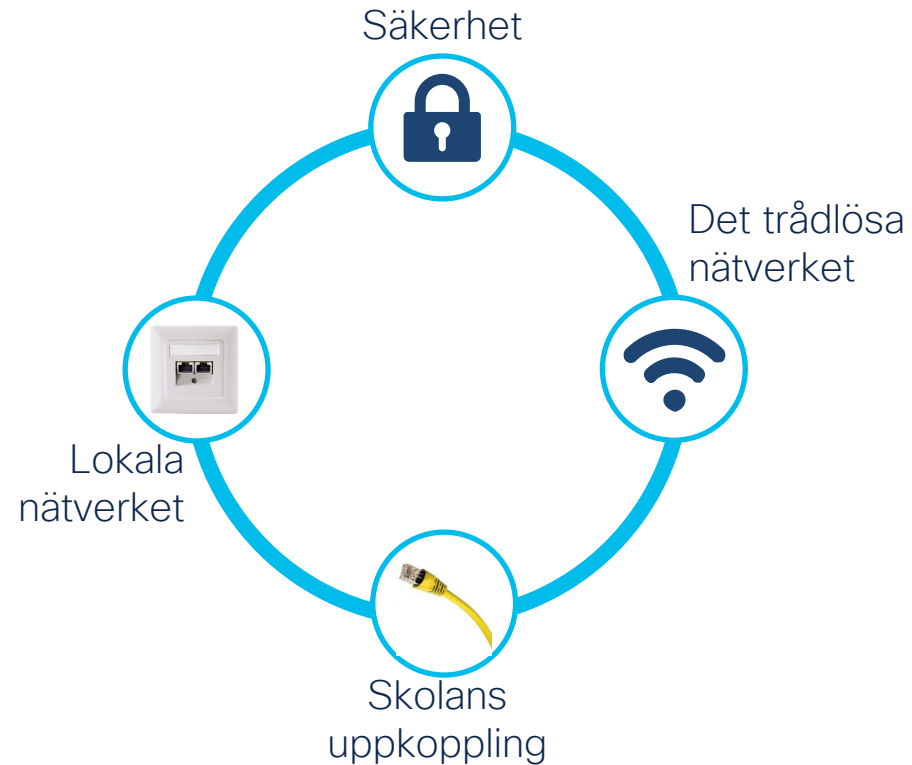 Säkerhet
Det trådlösa
nätverket
Lokala
nätverket
Skolans
uppkoppling